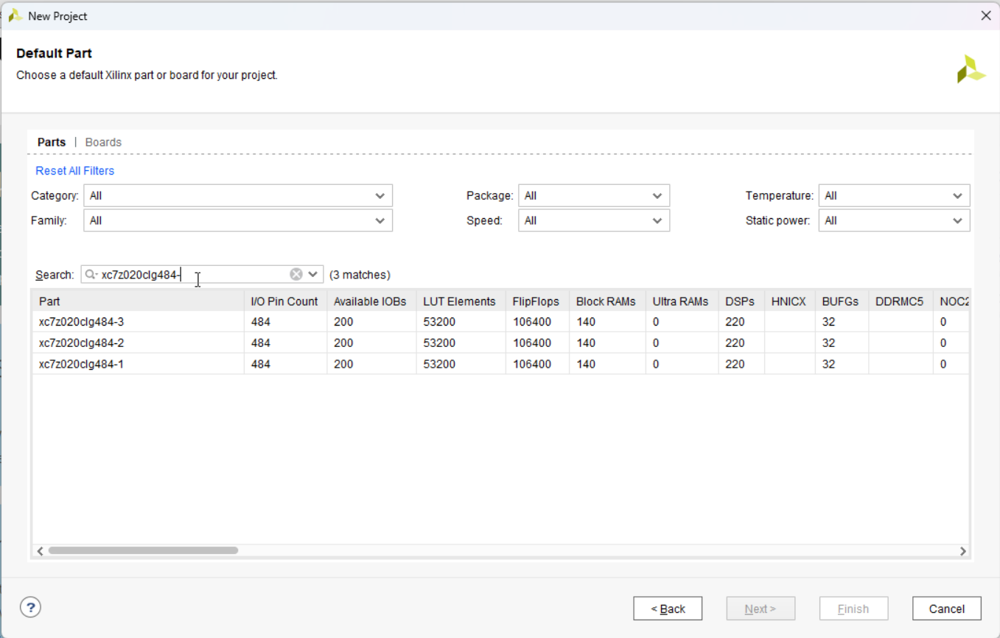 New Project
Default Part
Choose a default Xilinx part or board for your project.
Parts | Boards
Reset All Filters
Category: All Package: All Temperature: All
Family: All Speed: All Static power: All
Search: xc7z020clg484- (3 matches)
Part I/O Pin Count Available IOBs LUT Elements FlipFlops Block RAMs Ultra RAMs DSPs HNICX BUFGs DDRMC5 NOC2
xc7z020clg484-3 484 200 53200 106400 140 0 220 32 0
xc7z020clg484-2 484 200 53200 106400 140 0 220 32 0
xc7z020clg484-1 484 200 53200 106400 140 0 220 32 0
? < Back Next > Finish Cancel